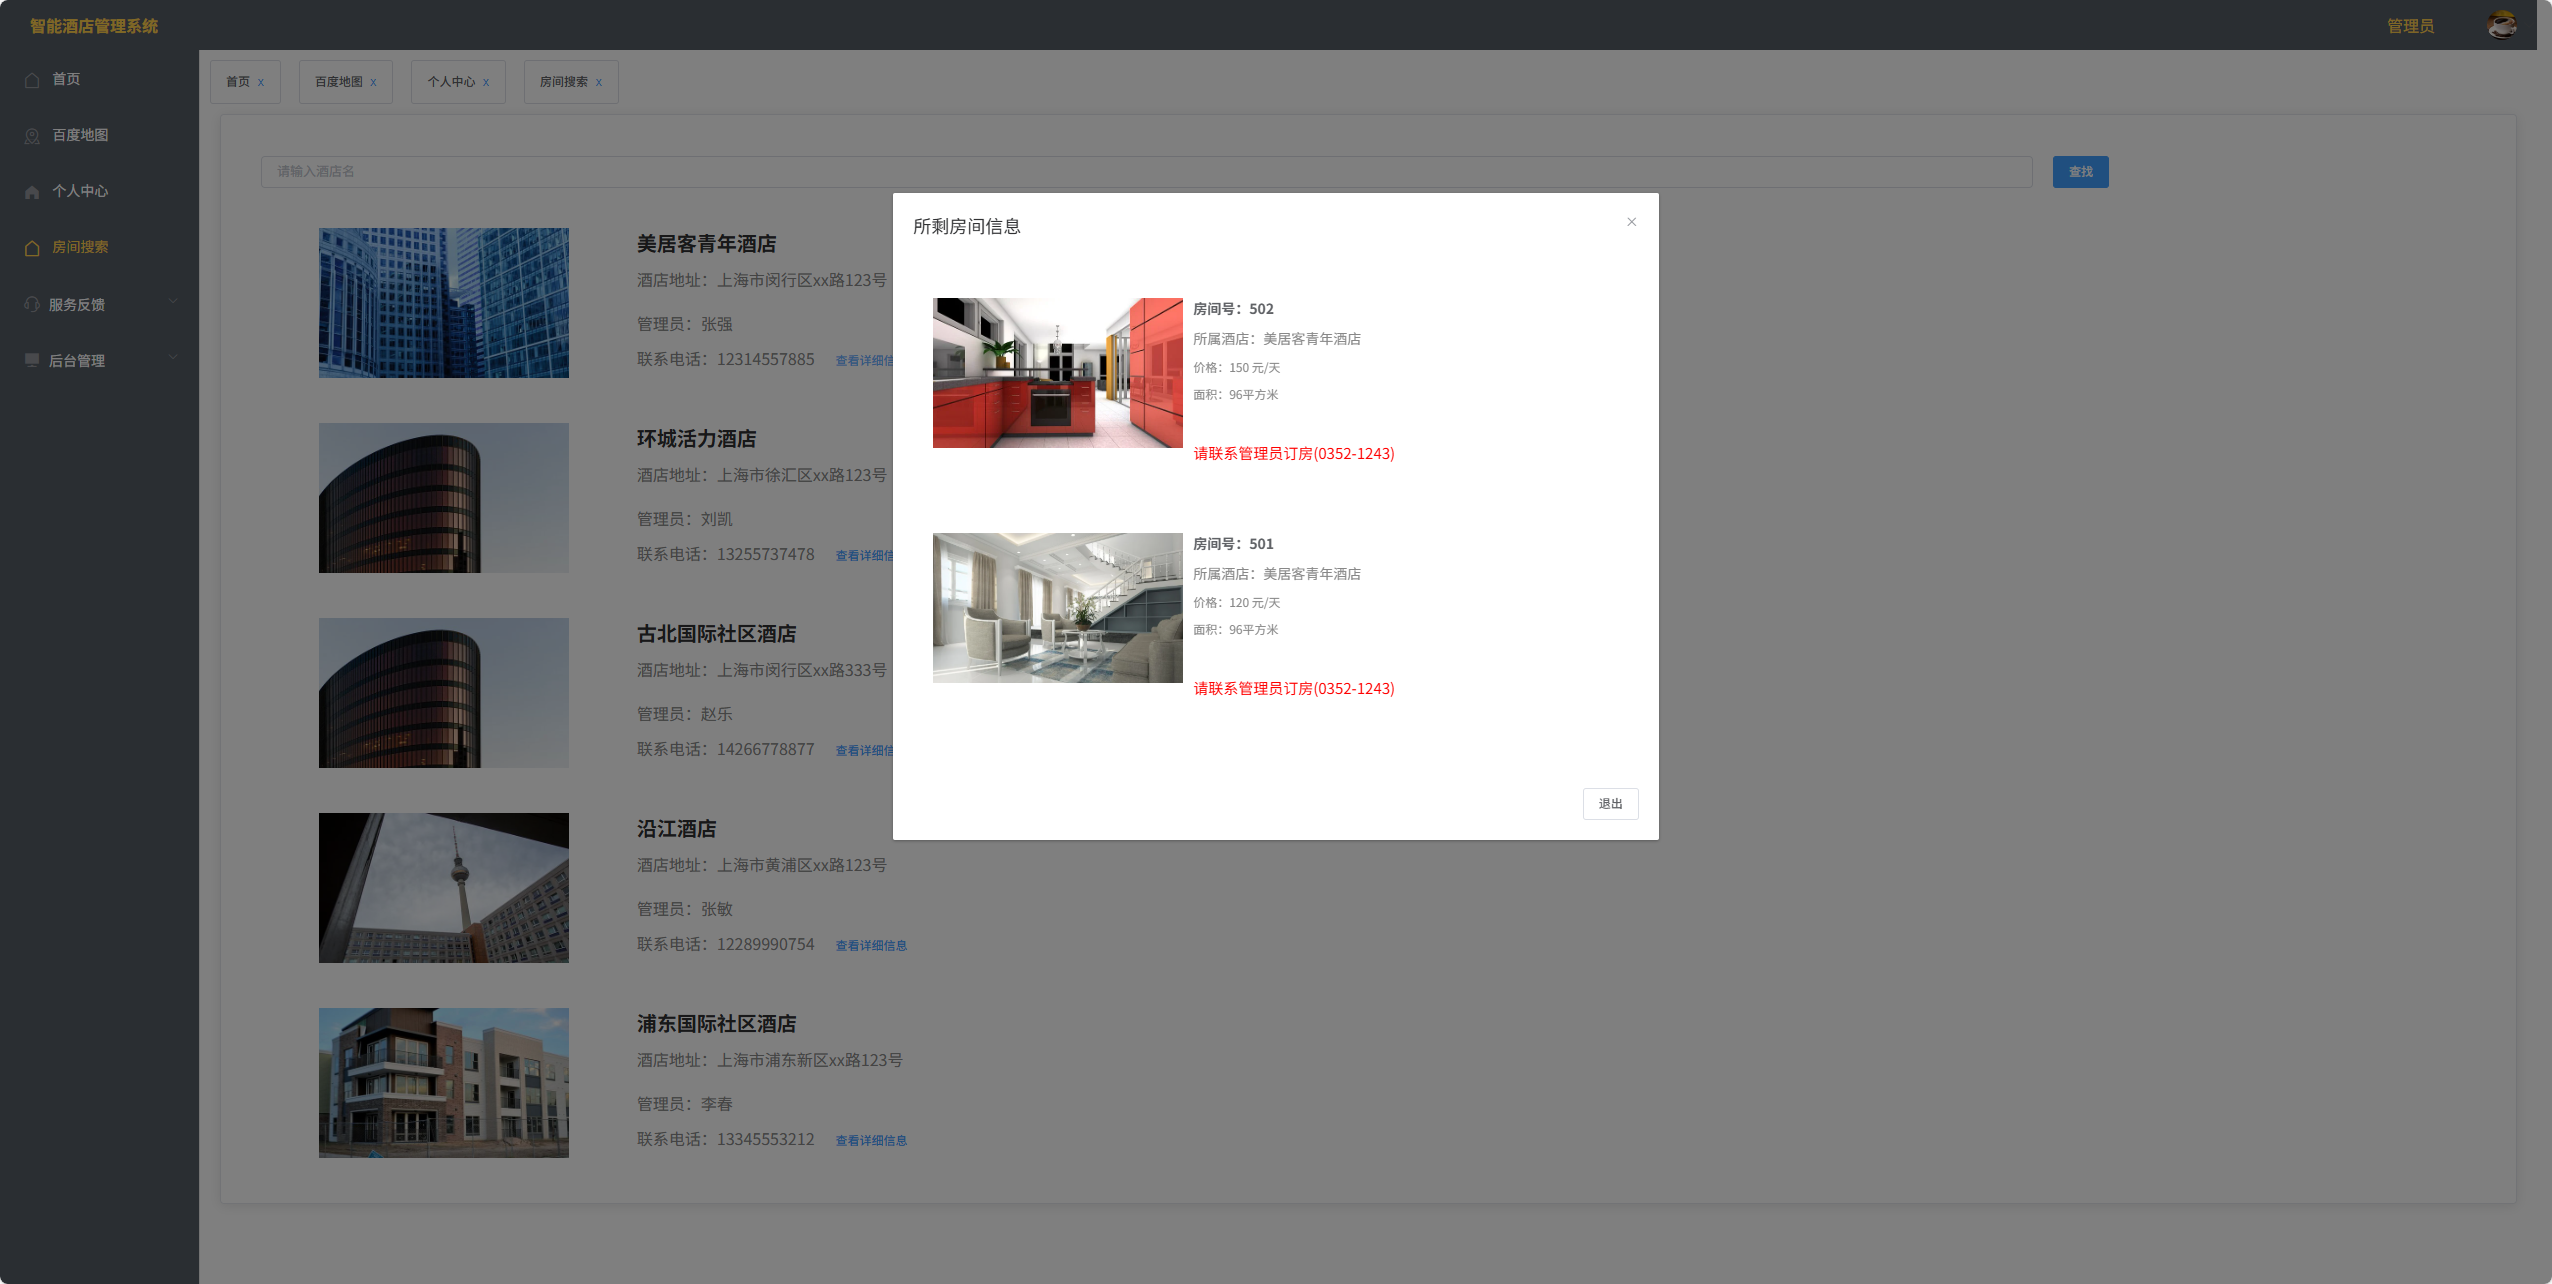 智能酒店管理系统
管理员
首页
百度地图
个人中心
房间搜索
服务反馈
后台管理
首页 x
百度地图 x
个人中心 x
房间搜索 x
请输入酒店名
查找
美居客青年酒店
酒店地址：上海市闵行区xx路123号
管理员：张强
联系电话：12314557885 查看详细信
环城活力酒店
酒店地址：上海市徐汇区xx路123号
管理员：刘凯
联系电话：13255737478 查看详细信
古北国际社区酒店
酒店地址：上海市闵行区xx路333号
管理员：赵乐
联系电话：14266778877 查看详细信
沿江酒店
酒店地址：上海市黄浦区xx路123号
管理员：张敏
联系电话：12289990754 查看详细信息
浦东国际社区酒店
酒店地址：上海市浦东新区xx路123号
管理员：李春
联系电话：13345553212 查看详细信息
所剩房间信息
房间号：502
所属酒店：美居客青年酒店
价格：150 元/天
面积：96平方米
请联系管理员订房(0352-1243)
房间号：501
所属酒店：美居客青年酒店
价格：120 元/天
面积：96平方米
请联系管理员订房(0352-1243)
退出